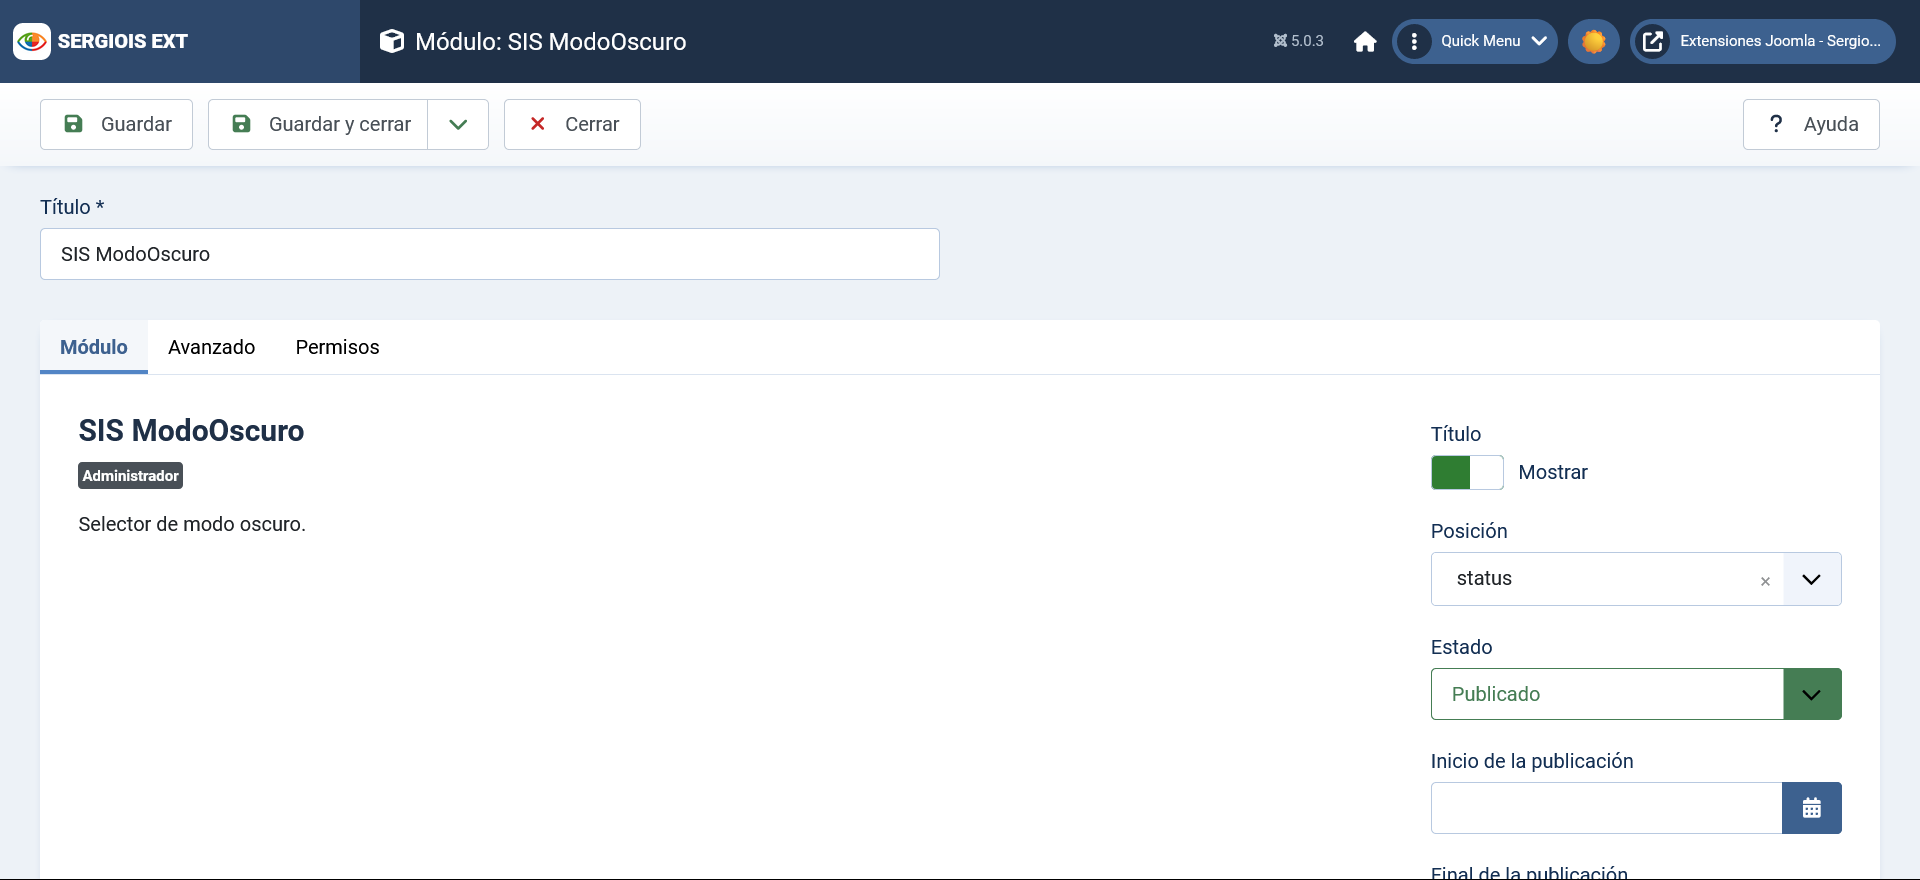 SERGIOIS EXT
Módulo: SIS ModoOscuro
5.0.3
Quick Menu
Extensiones Joomla - Sergio...
Guardar
Guardar y cerrar
Cerrar
? Ayuda
Título *
SIS ModoOscuro
Módulo
Avanzado
Permisos
SIS ModoOscuro
Administrador
Selector de modo oscuro.
Título
Mostrar
Posición
status ×
Estado
Publicado
Inicio de la publicación
Final de la publicación